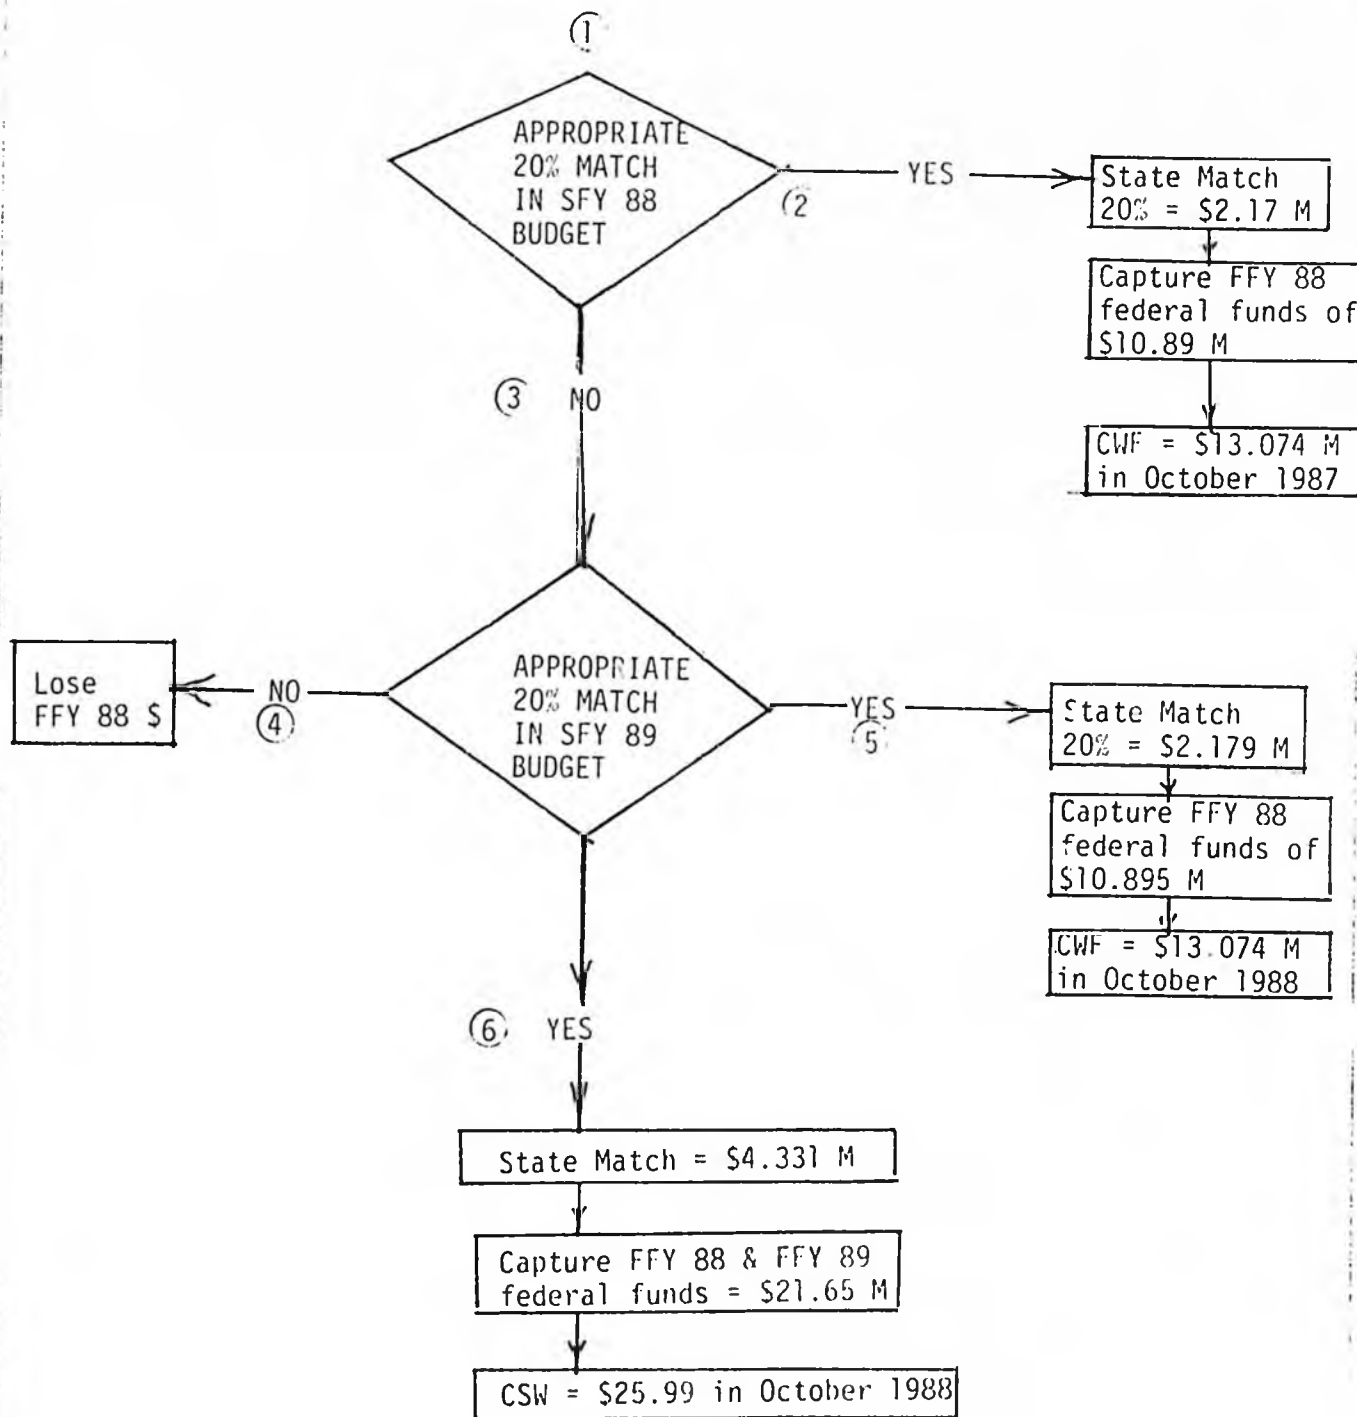 ①
APPROPRIATE
20% MATCH
IN SFY 88
BUDGET
(2
YES
State Match
20% = $2.17 M
Capture FFY 88
federal funds of
$10.89 M
CWF = $13.074 M
in October 1987
③ NO
APPROPRIATE
20% MATCH
IN SFY 89
BUDGET
NO
④
Lose
FFY 88 $
YES
(5)
State Match
20% = $2.179 M
Capture FFY 88
federal funds of
$10.895 M
CWF = $13.074 M
in October 1988
⑥ YES
State Match = $4.331 M
Capture FFY 88 & FFY 89
federal funds = $21.65 M
CSW = $25.99 in October 1988